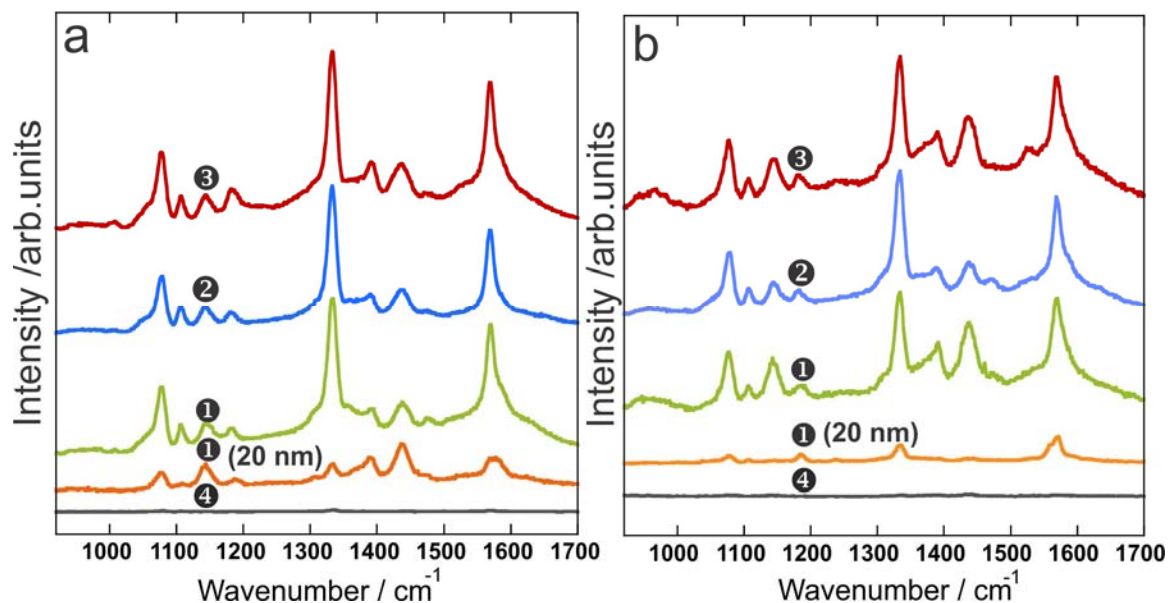 a
Intensity /arb.units
❸
❷
❶
❶ (20 nm)
❹
1000 1100 1200 1300 1400 1500 1600 1700
Wavenumber / cm⁻¹
b
Intensity /arb.units
❸
❷
❶
❶ (20 nm)
❹
1000 1100 1200 1300 1400 1500 1600 1700
Wavenumber / cm⁻¹